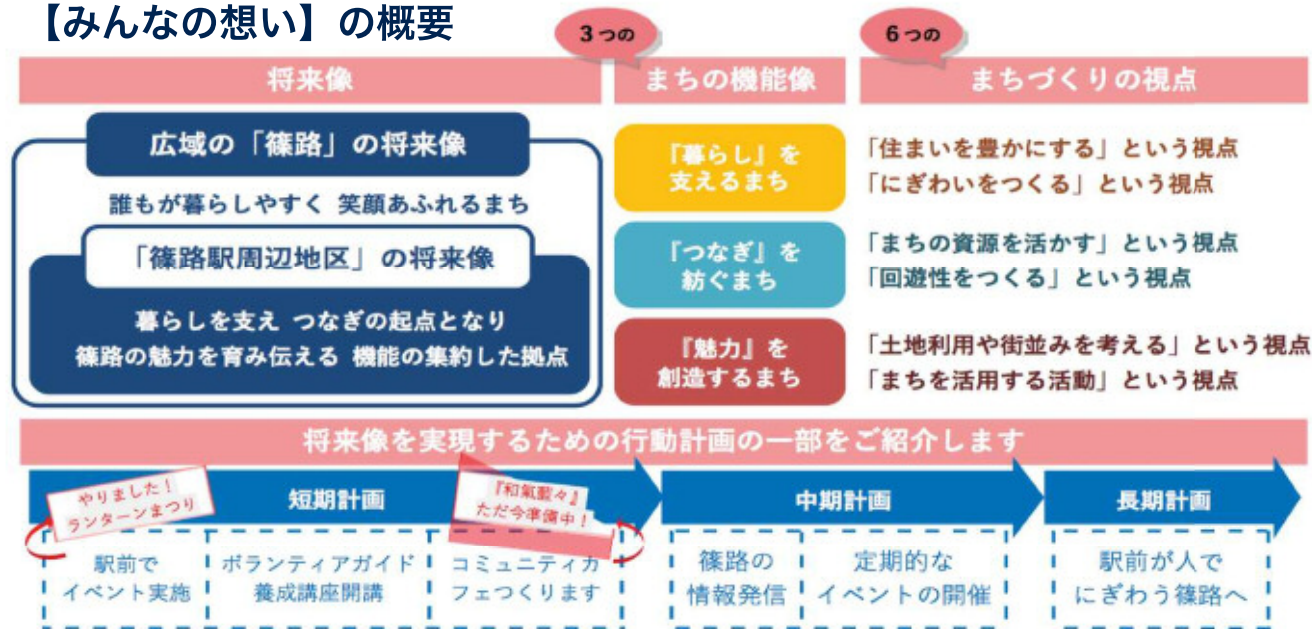 【みんなの想い】の概要
3つの
6つの
将来像
まちの機能像
まちづくりの視点
広域の「篠路」の将来像
誰もが暮らしやすく 笑顔あふれるまち
「篠路駅周辺地区」の将来像
暮らしを支え つなぎの起点となり
篠路の魅力を育み伝える 機能の集約した拠点
『暮らし』を
支えるまち
「住まいを豊かにする」という視点
「にぎわいをつくる」という視点
『つなぎ』を
紡ぐまち
「まちの資源を活かす」という視点
「回遊性をつくる」という視点
『魅力』を
創造するまち
「土地利用や街並みを考える」という視点
「まちを活用する活動」という視点
将来像を実現するための行動計画の一部をご紹介します
やりました！
ランターンまつり
短期計画
『和氣藍々』
ただ今準備中！
中期計画
長期計画
駅前で
イベント実施
ボランティアガイド
養成講座開講
コミュニティカ
フェつくります
篠路の
情報発信
定期的な
イベントの開催
駅前が人で
にぎわう篠路へ